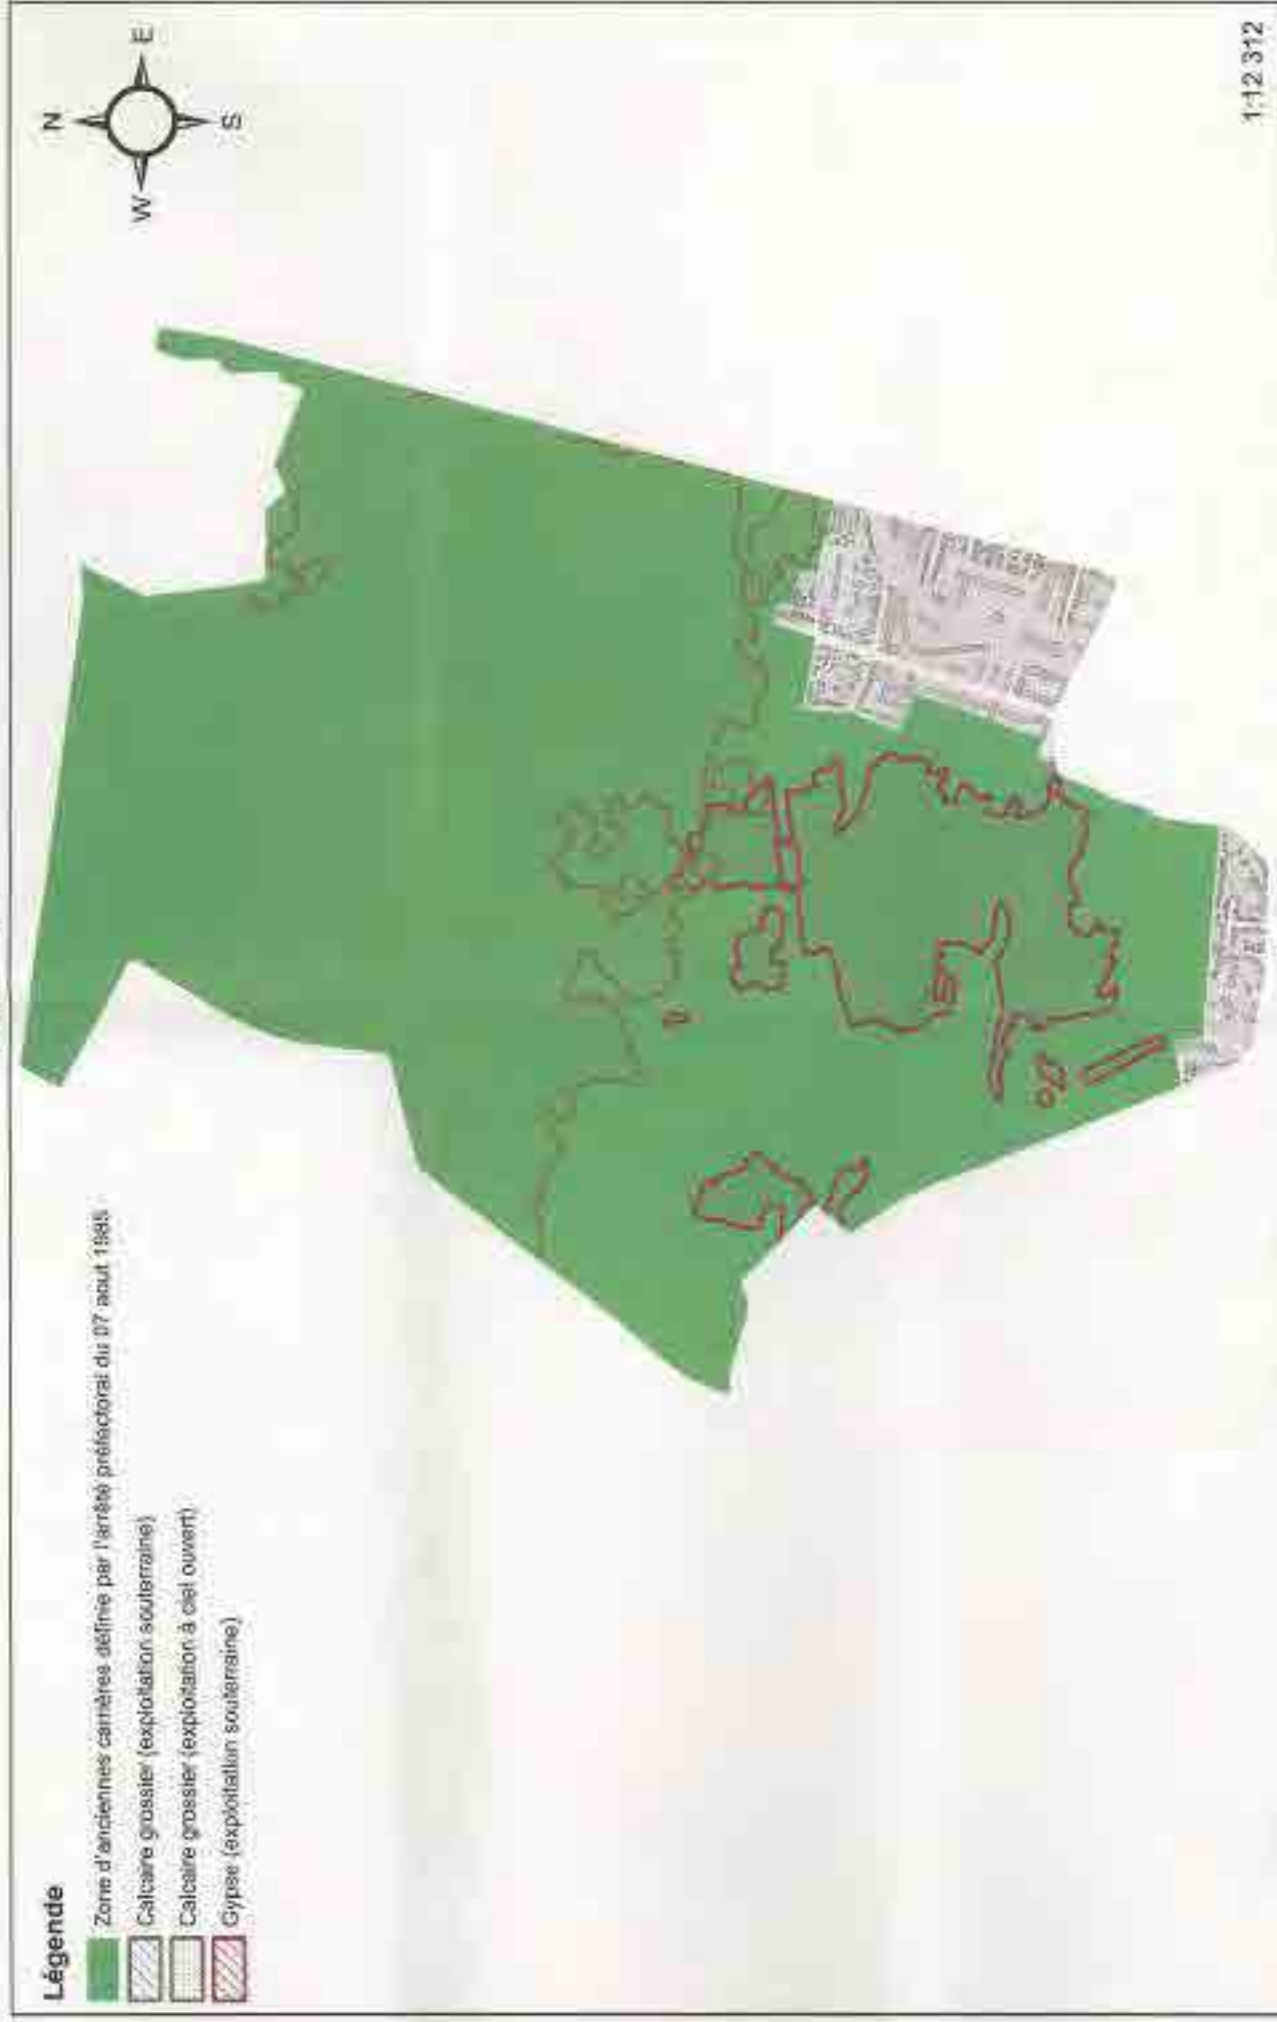 Légende
Zone d'anciennes carrières définie par l'arrêté préfectoral du 07 aout 1985
Calcaire grossier (exploitation souterraine)
Calcaire grossier (exploitation à ciel ouvert)
Gypse (exploitation souterraine)
N
W
E
S
1:12 312